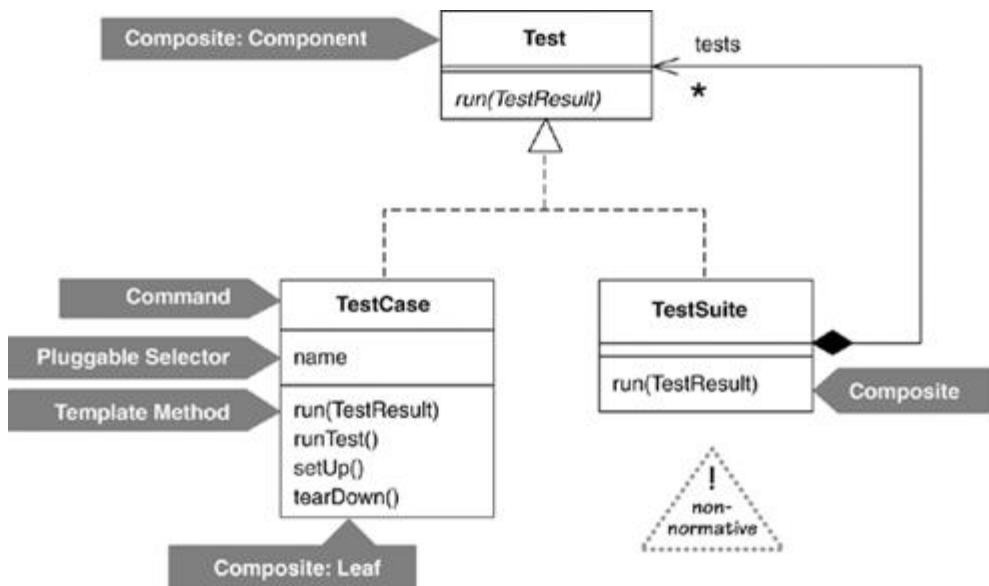 Composite: Component
Test
tests
*
run(TestResult)
Command
TestCase
TestSuite
Pluggable Selector
name
run(TestResult)
Composite
Template Method
run(TestResult)
runTest()
setUp()
tearDown()
!
non-
normative
Composite: Leaf